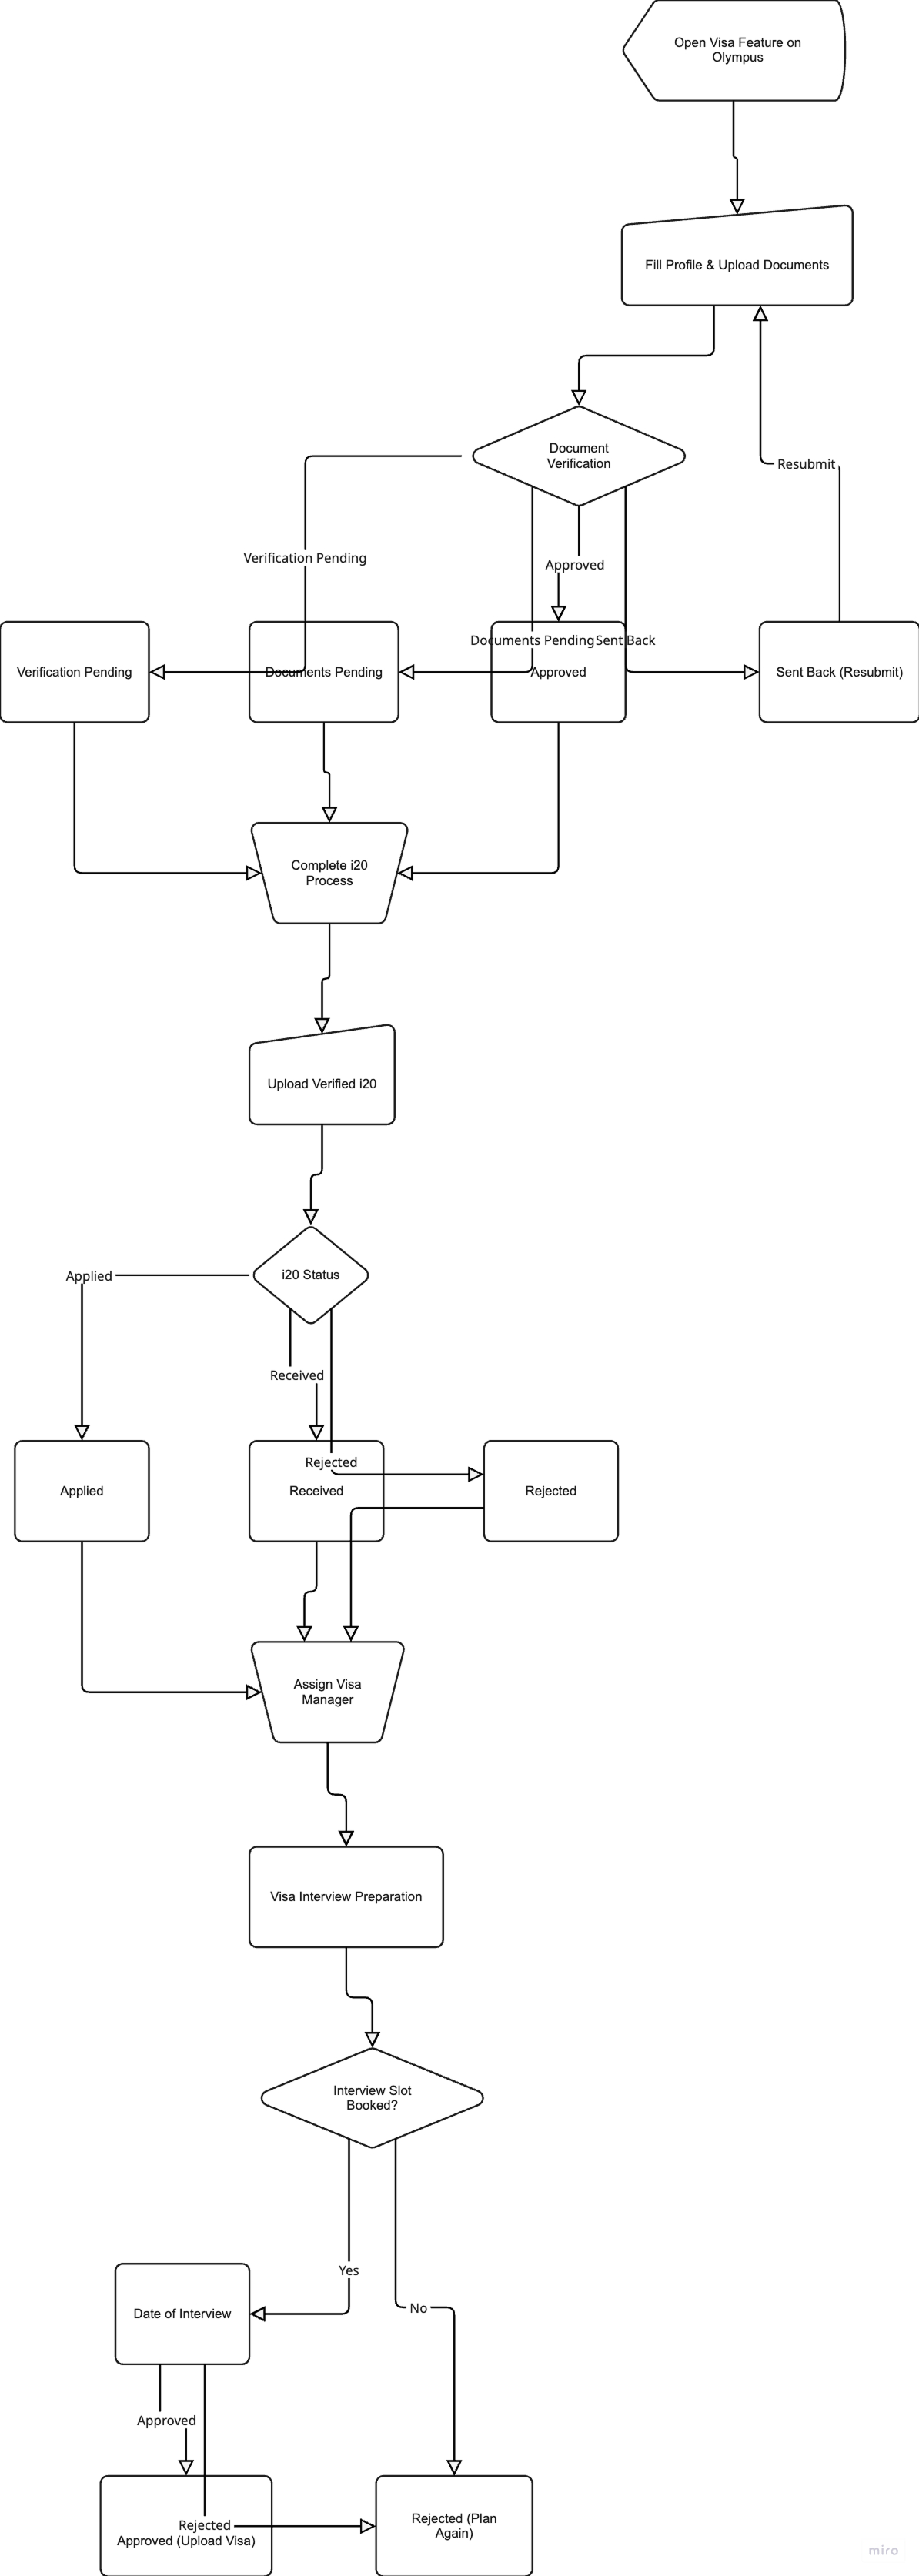 Open Visa Feature on
Olympus
Fill Profile & Upload Documents
Document
Verification
Resubmit
Verification Pending
Approved
Documents Pending
Sent Back
Verification Pending
Documents Pending
Approved
Sent Back (Resubmit)
Complete i20
Process
Upload Verified i20
i20 Status
Applied
Received
Rejected
Applied
Received
Rejected
Assign Visa
Manager
Visa Interview Preparation
Interview Slot
Booked?
Yes
No
Date of Interview
Approved
Rejected
Approved (Upload Visa)
Rejected (Plan
Again)
miro